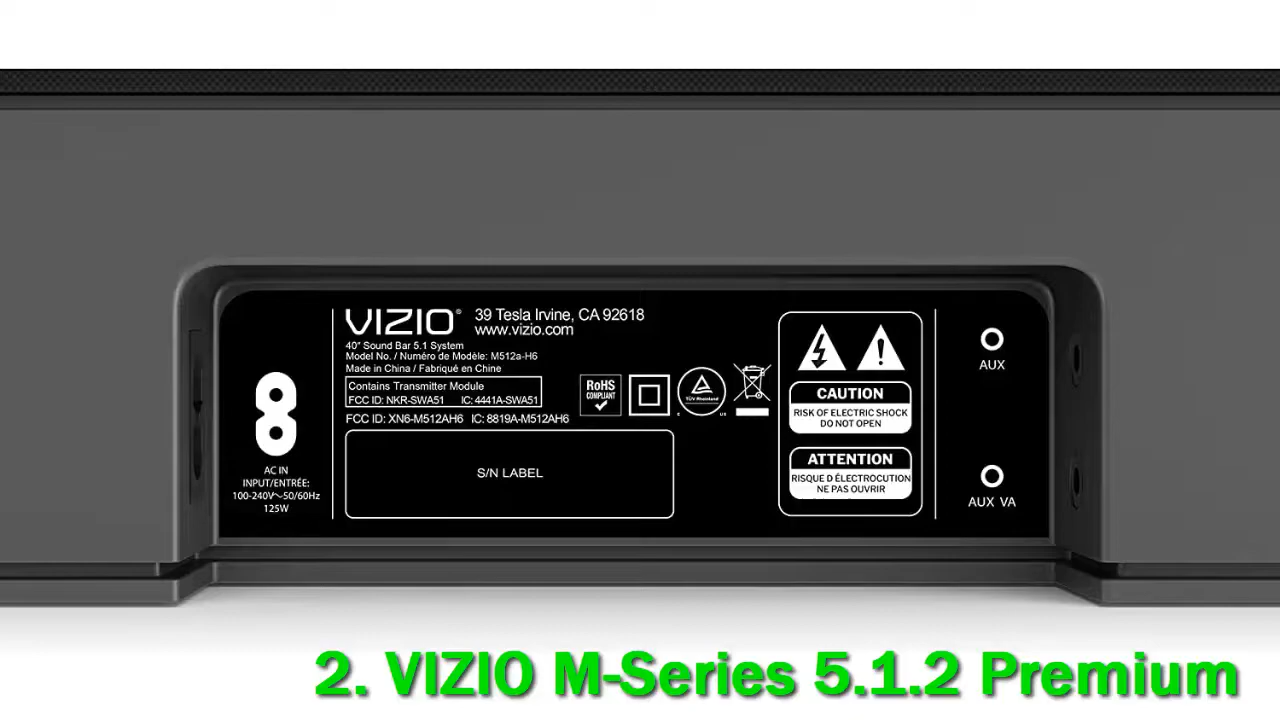 VIZIO®
39 Tesla Irvine, CA 92618
www.vizio.com
40" Sound Bar 5.1 System
Model No. / Numéro de Modèle: M512a-H6
Made in China / Fabriqué en Chine
Contains Transmitter Module
FCC ID: NKR-SWA51 IC: 4441A-SWA51
FCC ID: XN6-M512AH6 IC: 8819A-M512AH6
S/N LABEL
AC IN
INPUT/ENTRÉE:
100-240V～50/60Hz
125W
RoHS
COMPLIANT
TÜV Rheinland
C US
CAUTION
RISK OF ELECTRIC SHOCK
DO NOT OPEN
ATTENTION
RISQUE D ÉLECTROCUTION
NE PAS OUVRIR
AUX
AUX VA
2. VIZIO M-Series 5.1.2 Premium